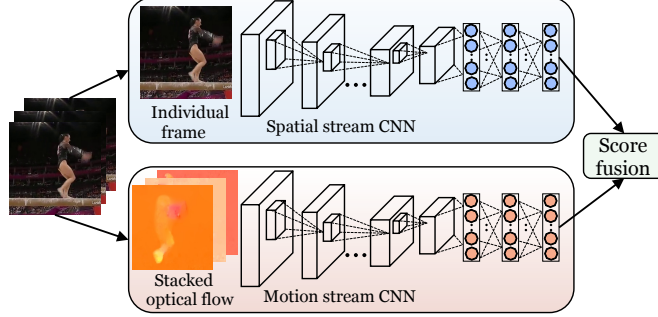 Individual
frame
Spatial stream CNN
Score
fusion
Stacked
optical flow
Motion stream CNN